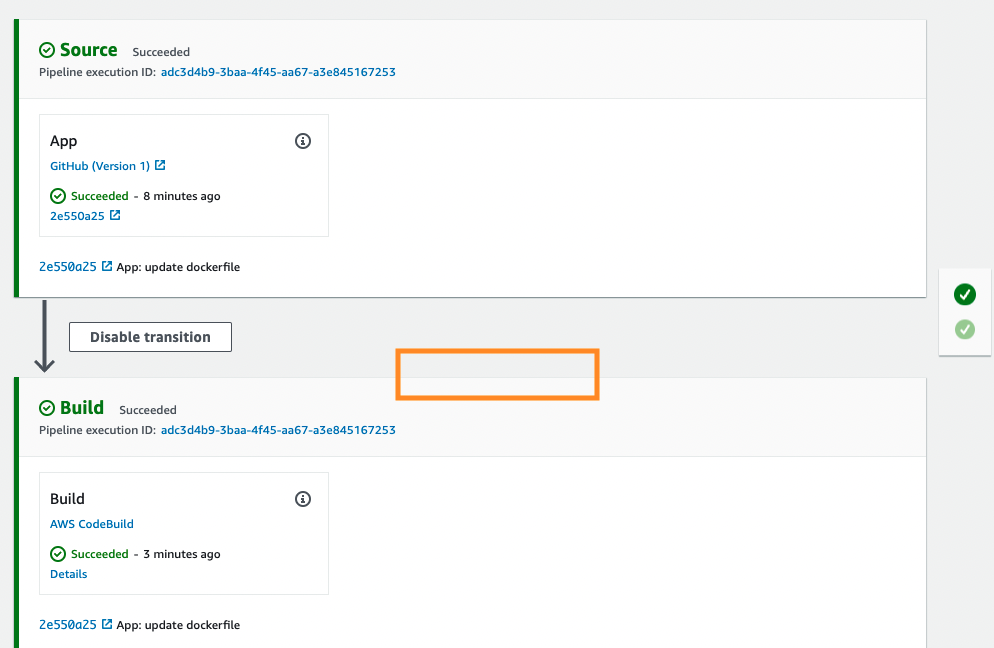 Source Succeeded
Pipeline execution ID: adc3d4b9-3baa-4f45-aa67-a3e845167253
App
GitHub (Version 1)
Succeeded - 8 minutes ago
2e550a25
2e550a25 App: update dockerfile
Disable transition
Build Succeeded
Pipeline execution ID: adc3d4b9-3baa-4f45-aa67-a3e845167253
Build
AWS CodeBuild
Succeeded - 3 minutes ago
Details
2e550a25 App: update dockerfile